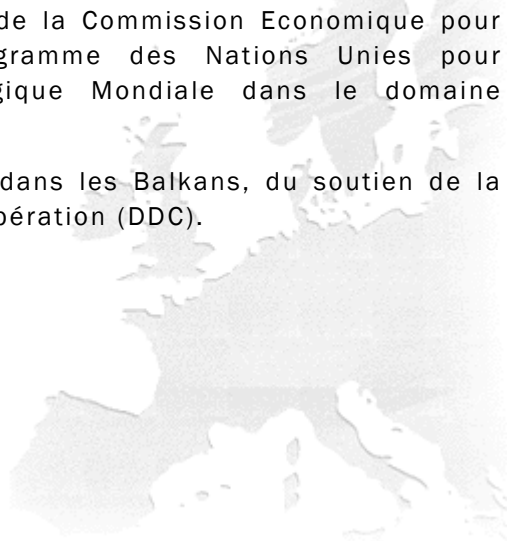 de la Commission Economique pour
gramme des Nations Unies pour
gique Mondiale dans le domaine
dans les Balkans, du soutien de la
pération (DDC).